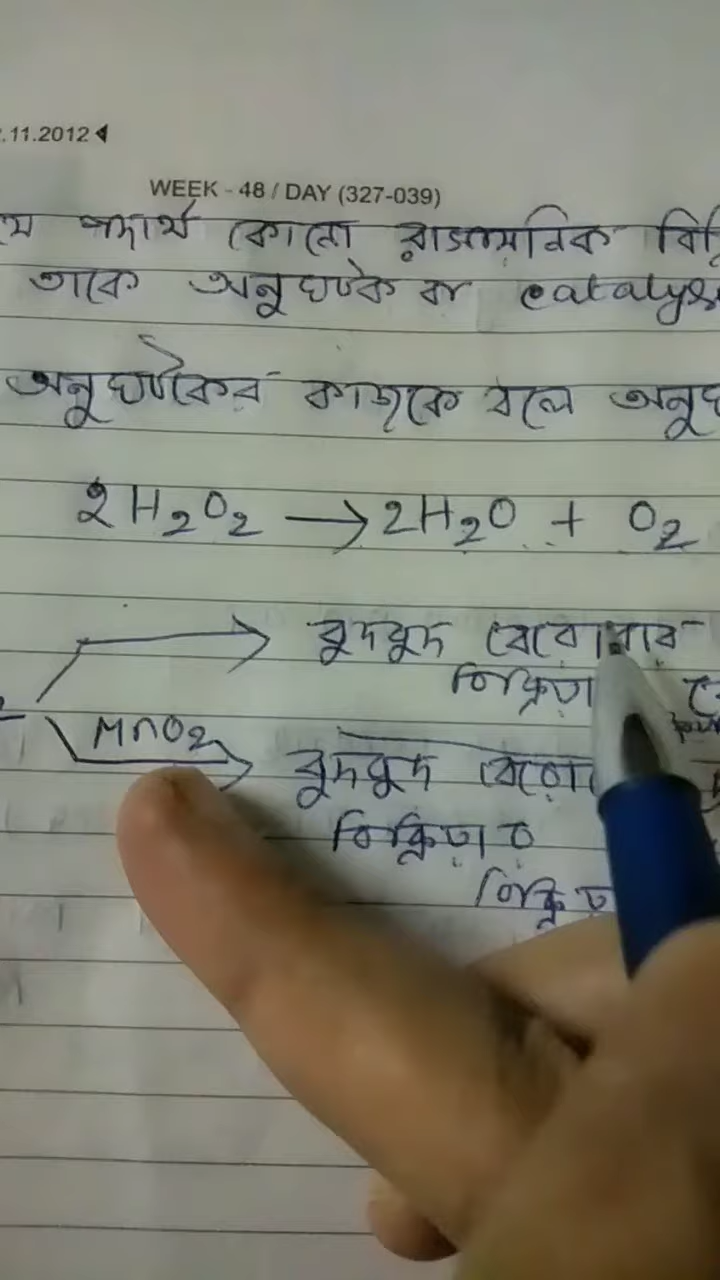 .11.2012
WEEK - 48 / DAY (327-039)
পদার্থ কোনো রাসায়নিক
তাকে অনুঘটক বা catalys
অনুঘটকের কাজকে বলে অনুঘ
2H₂O₂ → 2H₂O + O₂
বুদবুদ বেরোবার
বিক্রিয়া
MnO₂
বুদবুদ বেরো
বিক্রিয়ার
বিক্রিয়